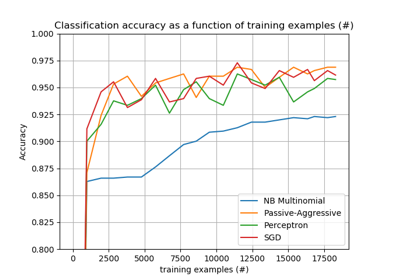 Classification accuracy as a function of training examples (#)
1.000
0.975
0.950
0.925
0.900
0.875
0.850
0.825
0.800
Accuracy
0 2500 5000 7500 10000 12500 15000 17500
training examples (#)
NB Multinomial
Passive-Aggressive
Perceptron
SGD